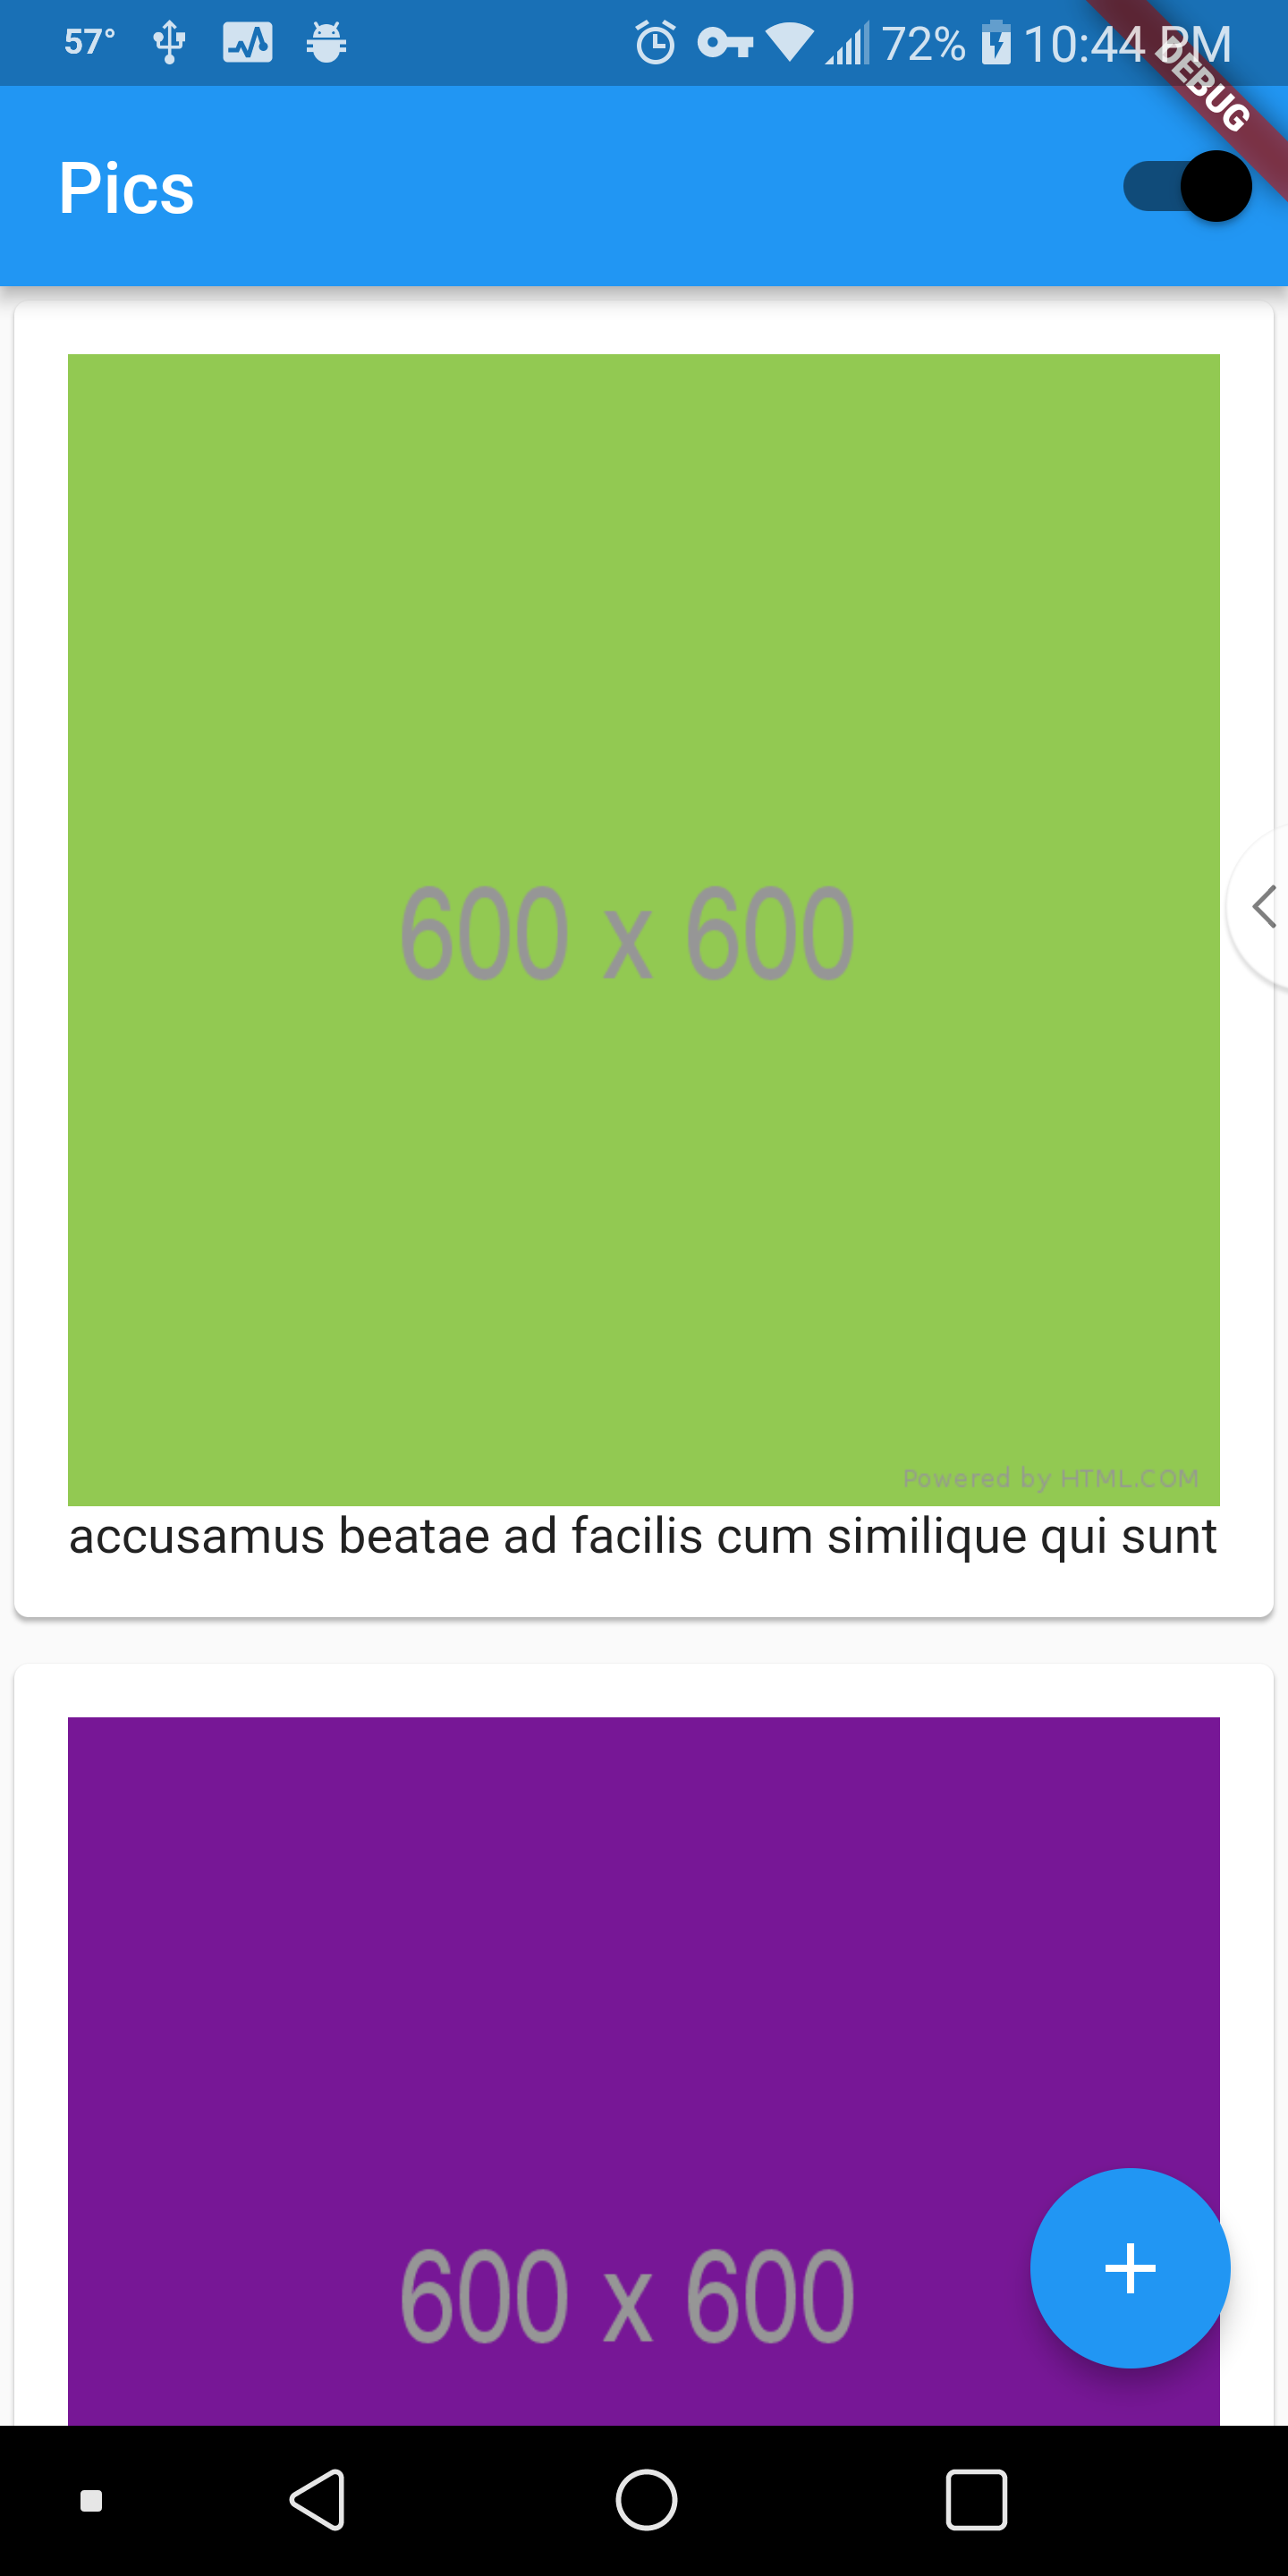 57° 72% 10:44 PM
DEBUG
Pics
600 x 600
Powered by HTML.COM
accusamus beatae ad facilis cum similique qui sunt
600 x 600